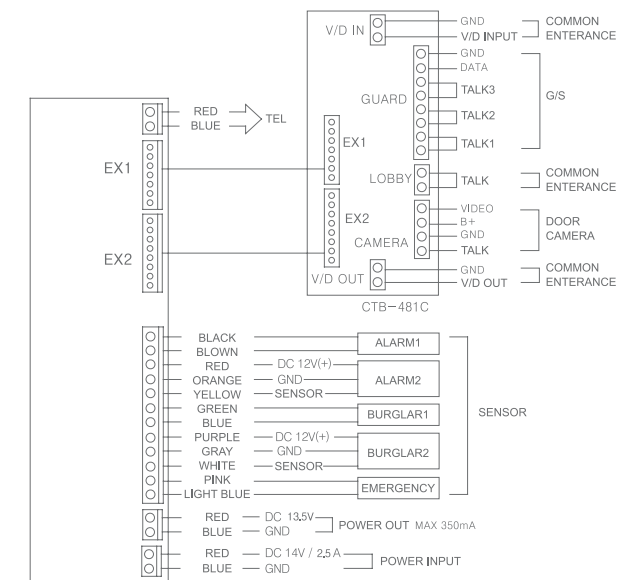 V/D IN GND COMMON
V/D INPUT ENTERANCE
GND
DATA
TALK3
GUARD G/S
TALK2
TALK1
RED
BLUE TEL
EX1 EX1
LOBBY TALK COMMON
ENTERANCE
EX2 EX2
VIDEO
B+ DOOR
GND CAMERA
CAMERA TALK
V/D OUT GND COMMON
V/D OUT ENTERANCE
CTB-481C
BLACK ALARM1
BLOWN
RED DC 12V(+)
ORANGE GND ALARM2
YELLOW SENSOR
GREEN BURGLAR1 SENSOR
BLUE
PURPLE DC 12V(+)
GRAY GND BURGLAR2
WHITE SENSOR
PINK EMERGENCY
LIGHT BLUE
RED DC 13.5V
BLUE GND POWER OUT MAX 350mA
RED DC 14V / 2.5A
BLUE GND POWER INPUT